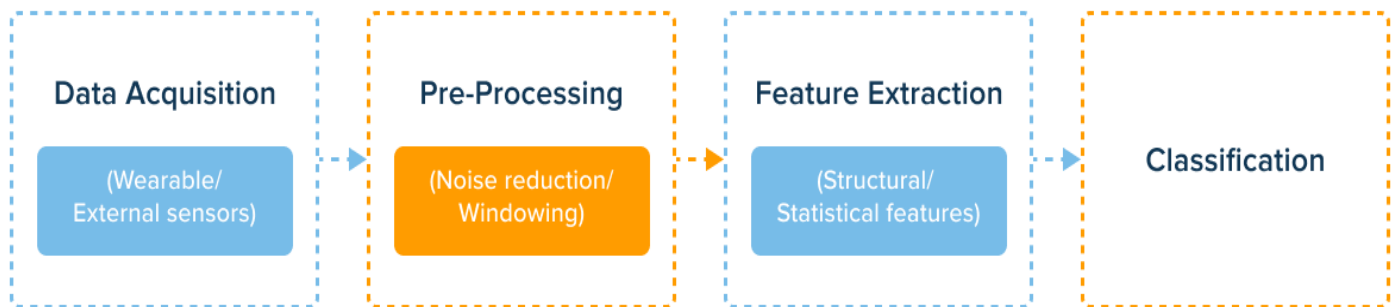 Data Acquisition
(Wearable/
External sensors)
Pre-Processing
(Noise reduction/
Windowing)
Feature Extraction
(Structural/
Statistical features)
Classification